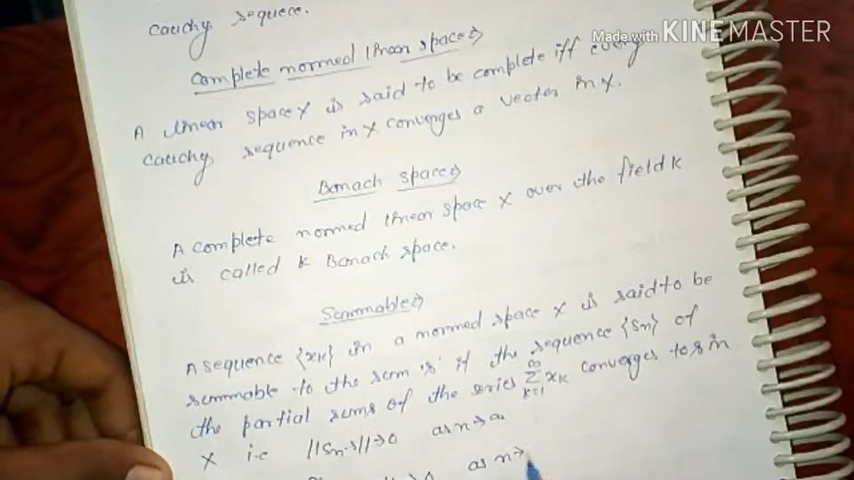 Made with KINEMASTER
Cauchy sequece.
Complete normed linear space⇒
A linear space X is said to be complete iff every
Cauchy sequence in X converges a vector in X.
Banach space⇒
A complete normed linear space X over the field K
is called K Banach space.
Summable⇒
A sequence {xₖ} in a normed space X is said to be
summable to the sum 's' if the sequence {Sn} of
the partial sums of the series ∞Σk=1 xₖ converges to s in
X i.e ||Sn-s||→0 as n→∞
as n→